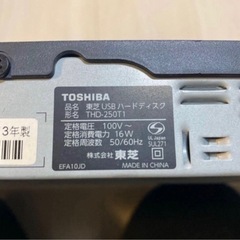 TOSHIBA
品名 東芝 USB ハードディスク
形名 THD-250T1
定格電圧 100V~
定格消費電力 16W
定格周波数 50/60Hz
株式会社 東芝
EFA10JD
MADE IN CHINA
3年製